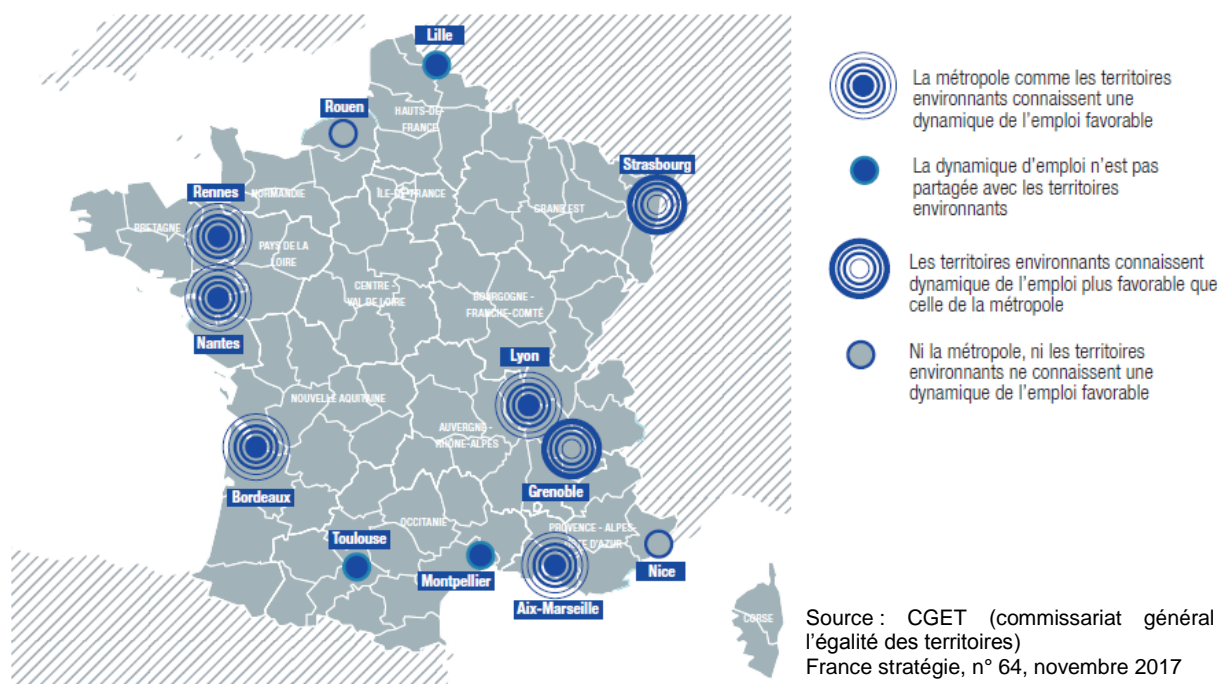 Lille
Rouen
HAUTS-DE-
FRANCE
Strasbourg
Rennes
NORMANDIE
ÎLE-DE-FRANCE
GRAND EST
BRETAGNE
PAYS DE LA
LOIRE
CENTRE -
VAL DE LOIRE
BOURGOGNE -
FRANCHE-COMTÉ
Nantes
Lyon
NOUVELLE AQUITAINE
AUVERGNE -
RHÔNE-ALPES
Bordeaux
Grenoble
OCCITANIE
PROVENCE - ALPES-
CÔTE D'AZUR
Toulouse
Montpellier
Nice
Aix-Marseille
CORSE
La métropole comme les territoires
environnants connaissent une
dynamique de l'emploi favorable
La dynamique d'emploi n'est pas
partagée avec les territoires
environnants
Les territoires environnants connaissent
dynamique de l'emploi plus favorable que
celle de la métropole
Ni la métropole, ni les territoires
environnants ne connaissent une
dynamique de l'emploi favorable
Source : CGET (commissariat général
l'égalité des territoires)
France stratégie, n° 64, novembre 2017